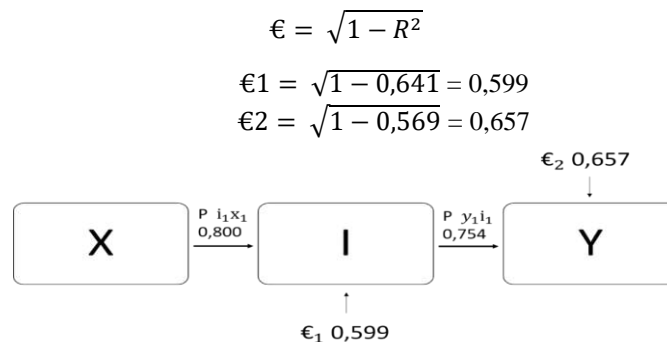 € = √1 − R²
€1 = √1 − 0,641 = 0,599
€2 = √1 − 0,569 = 0,657
€₂ 0,657
P i₁x₁
0,800
P y₁i₁
0,754
X
I
Y
€₁ 0,599